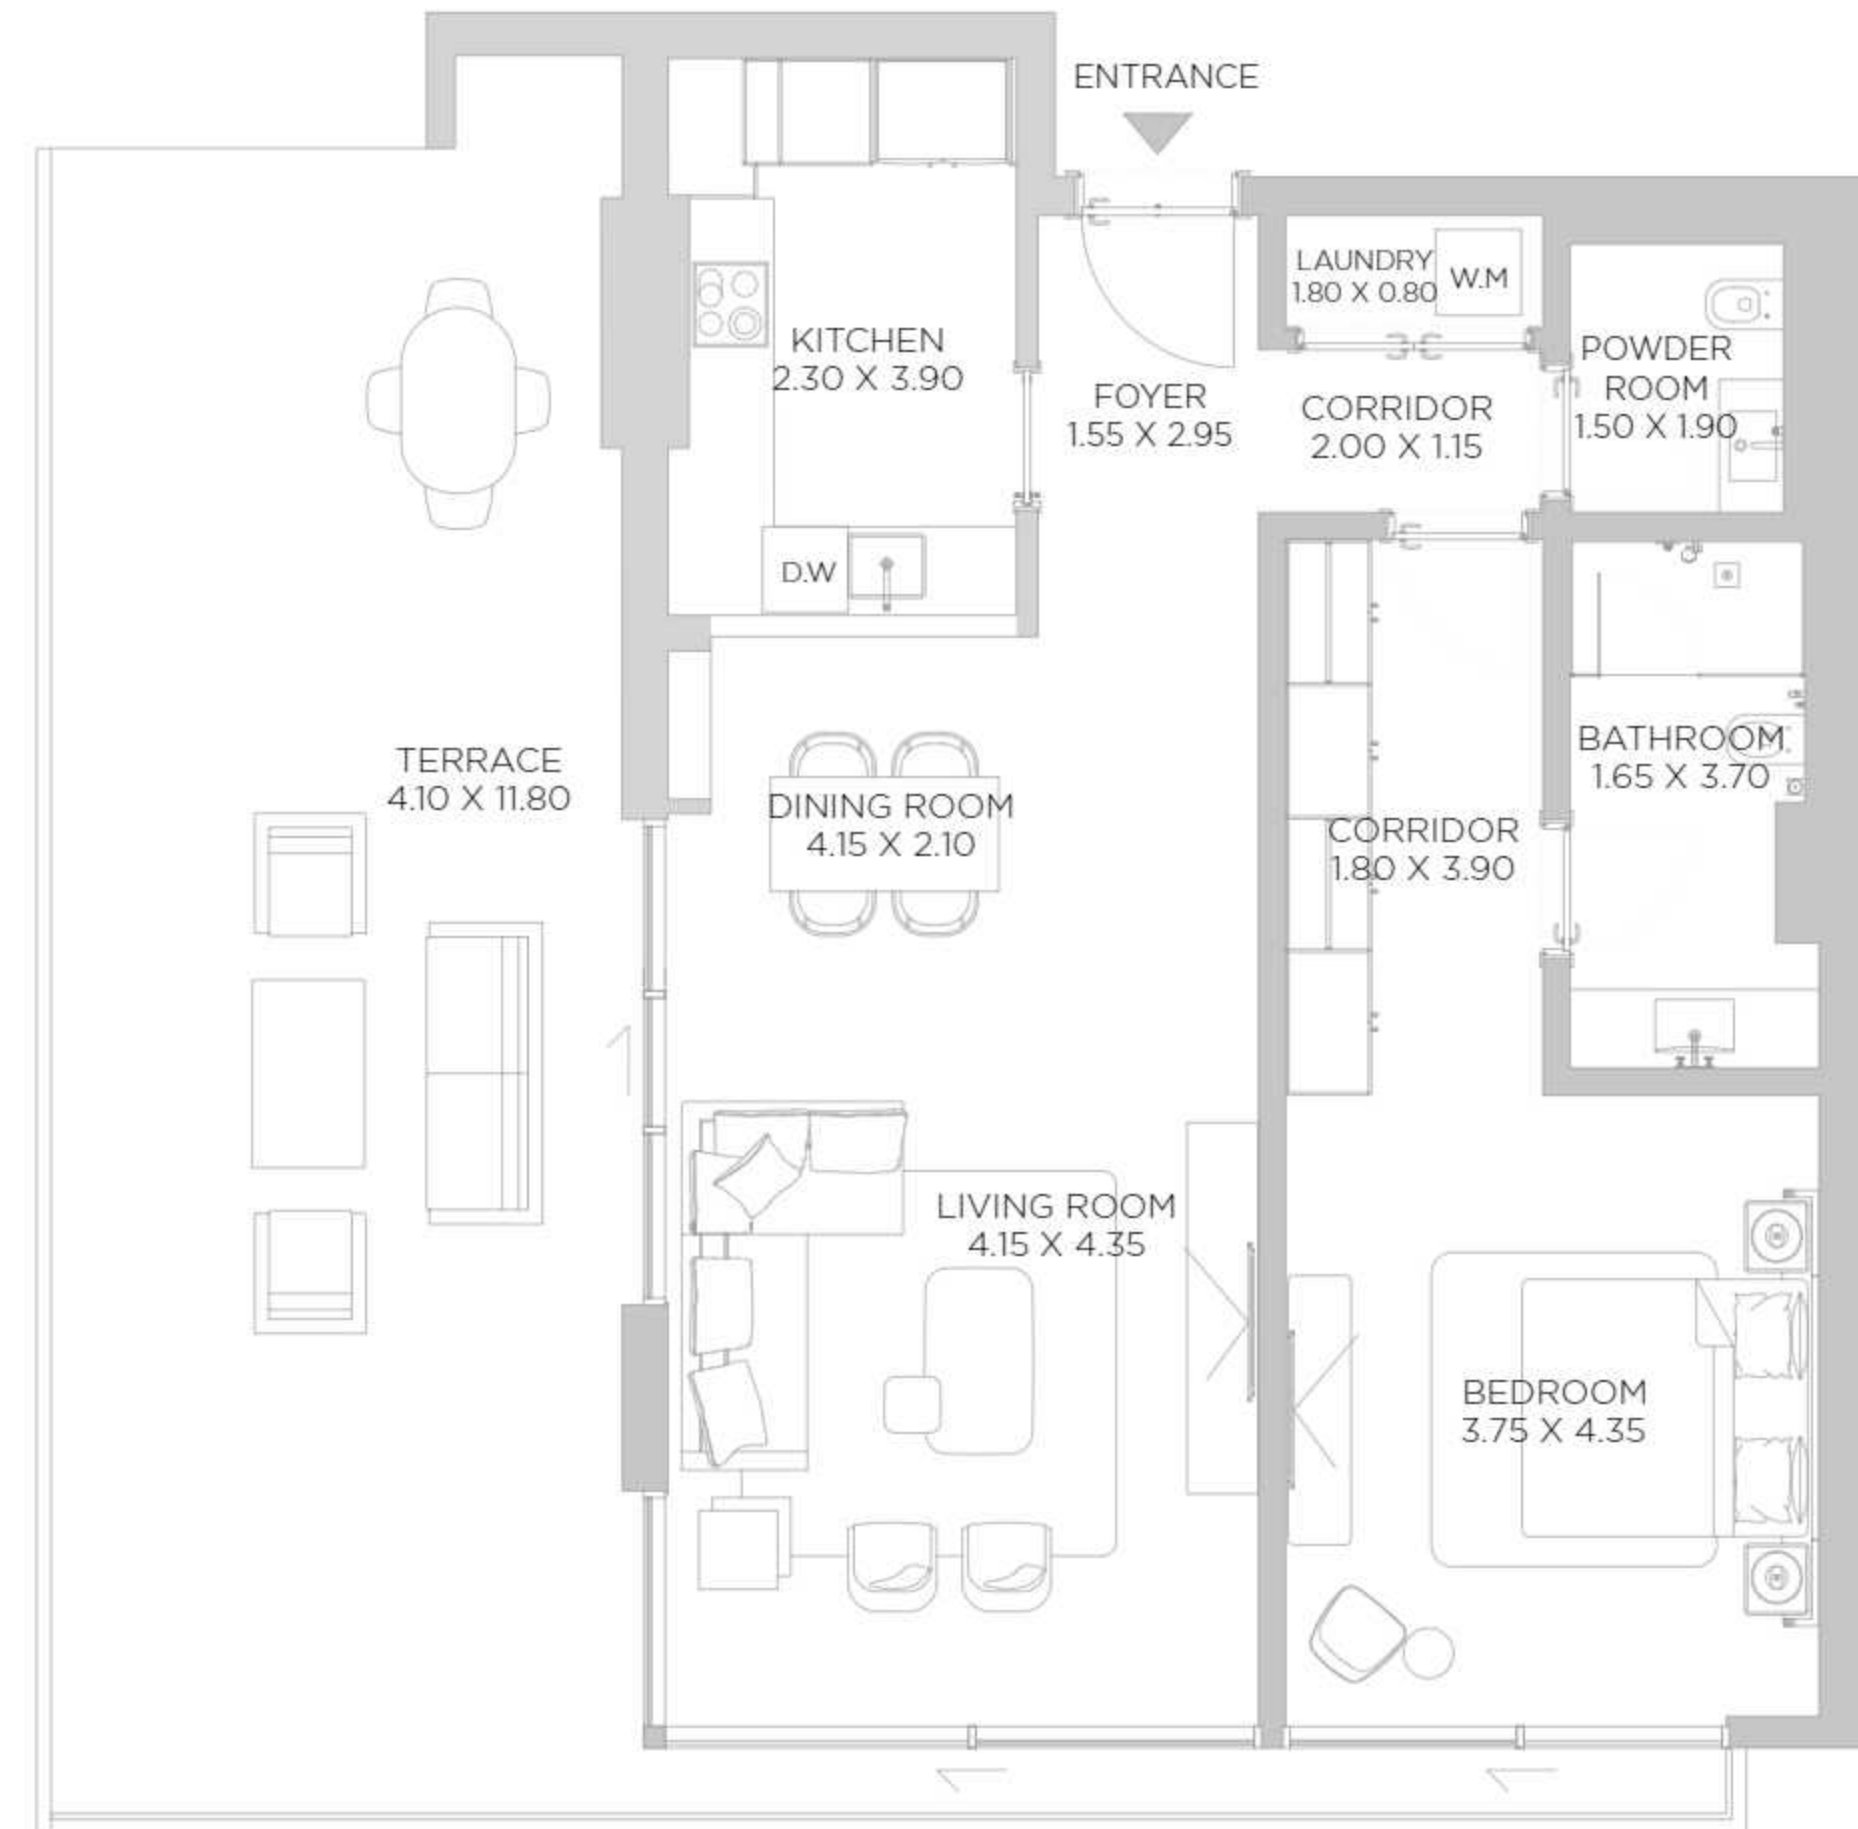 ENTRANCE
LAUNDRY
1.80 X 0.80
W.M
KITCHEN
2.30 X 3.90
FOYER
1.55 X 2.95
CORRIDOR
2.00 X 1.15
POWDER
ROOM
1.50 X 1.90
D.W
TERRACE
4.10 X 11.80
DINING ROOM
4.15 X 2.10
CORRIDOR
1.80 X 3.90
BATHROOM
1.65 X 3.70
LIVING ROOM
4.15 X 4.35
BEDROOM
3.75 X 4.35